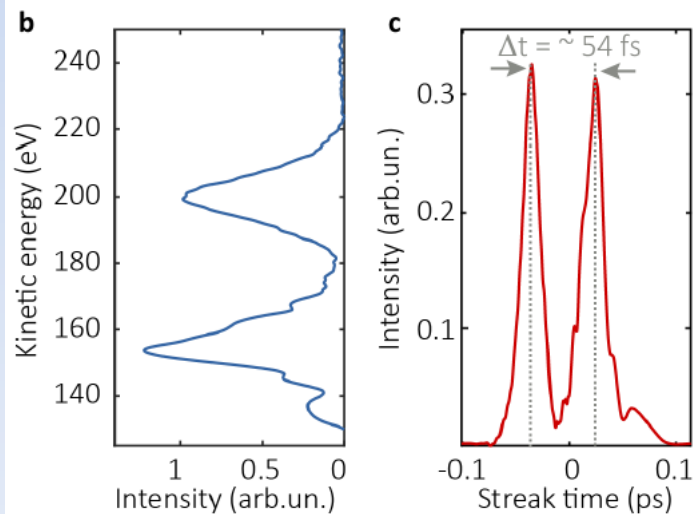 b
240
220
200
180
160
140
Kinetic energy (eV)
1
0.5
0
Intensity (arb.un.)
c
Δt = ~ 54 fs
0.3
0.2
0.1
Intensity (arb.un.)
-0.1
0
0.1
Streak time (ps)